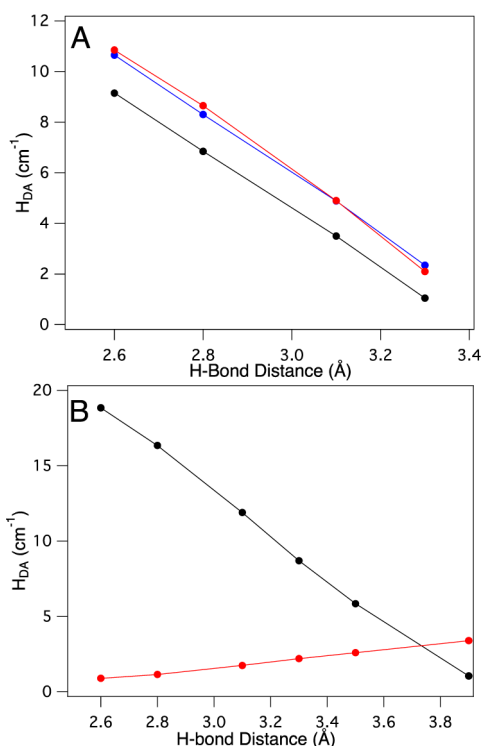 A
12
10
8
6
4
2
0
H_DA (cm⁻¹)
2.6 2.8 3.0 3.2 3.4
H-Bond Distance (Å)
B
20
15
10
5
0
H_DA (cm⁻¹)
2.6 2.8 3.0 3.2 3.4 3.6 3.8
H-bond Distance (Å)